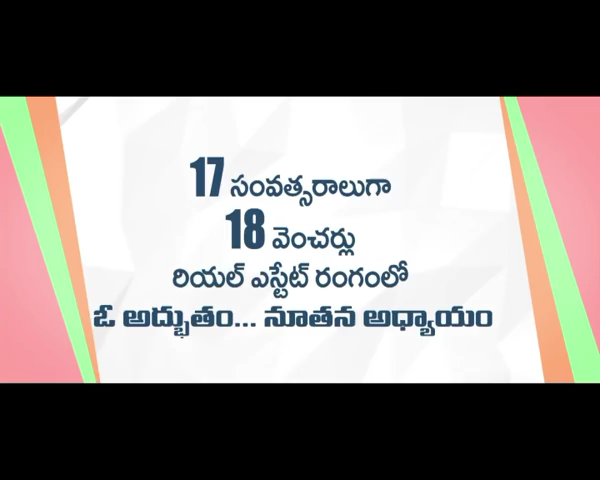 17 సంవత్సరాలుగా
18 వెంచర్లు
రియల్ ఎస్టేట్ రంగంలో
ఓ అద్భుతం... నూతన అధ్యాయం